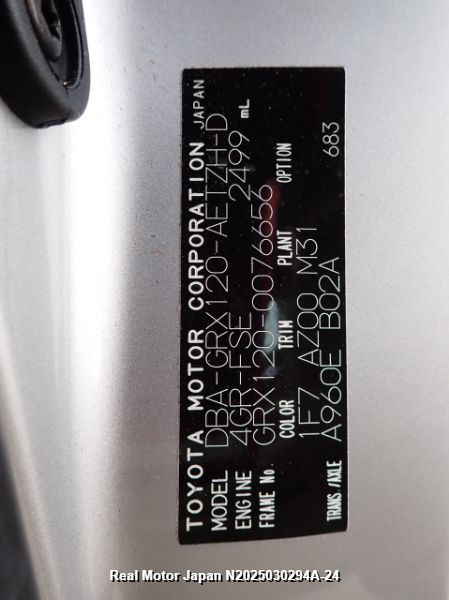 TOYOTA MOTOR CORPORATION JAPAN
MODEL DBA-GRX120-AETZH-D
ENGINE 4GR-FSE 2499 mL
FRAME No. GRX120-0076656
COLOR TRIM PLANT OPTION
1F7 AZ00 M31
TRANS/AXLE A960E B02A 683
Real Motor Japan N2025030294A-24